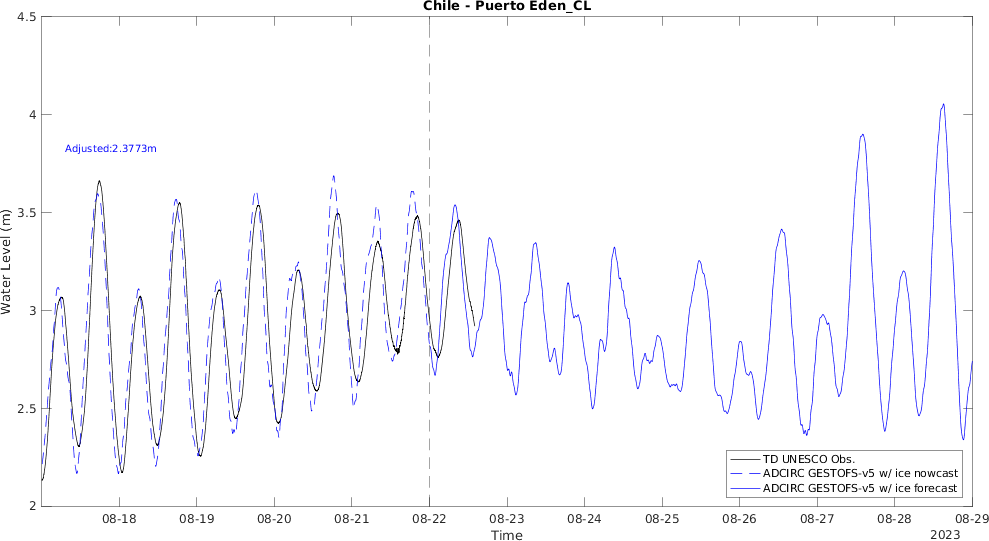 Chile - Puerto Eden_CL
4.5
4
3.5
3
2.5
2
Water Level (m)
Adjusted:2.3773m
TD UNESCO Obs.
ADCIRC GESTOFS-v5 w/ ice nowcast
ADCIRC GESTOFS-v5 w/ ice forecast
08-18 08-19 08-20 08-21 08-22 08-23 08-24 08-25 08-26 08-27 08-28 08-29
Time
2023